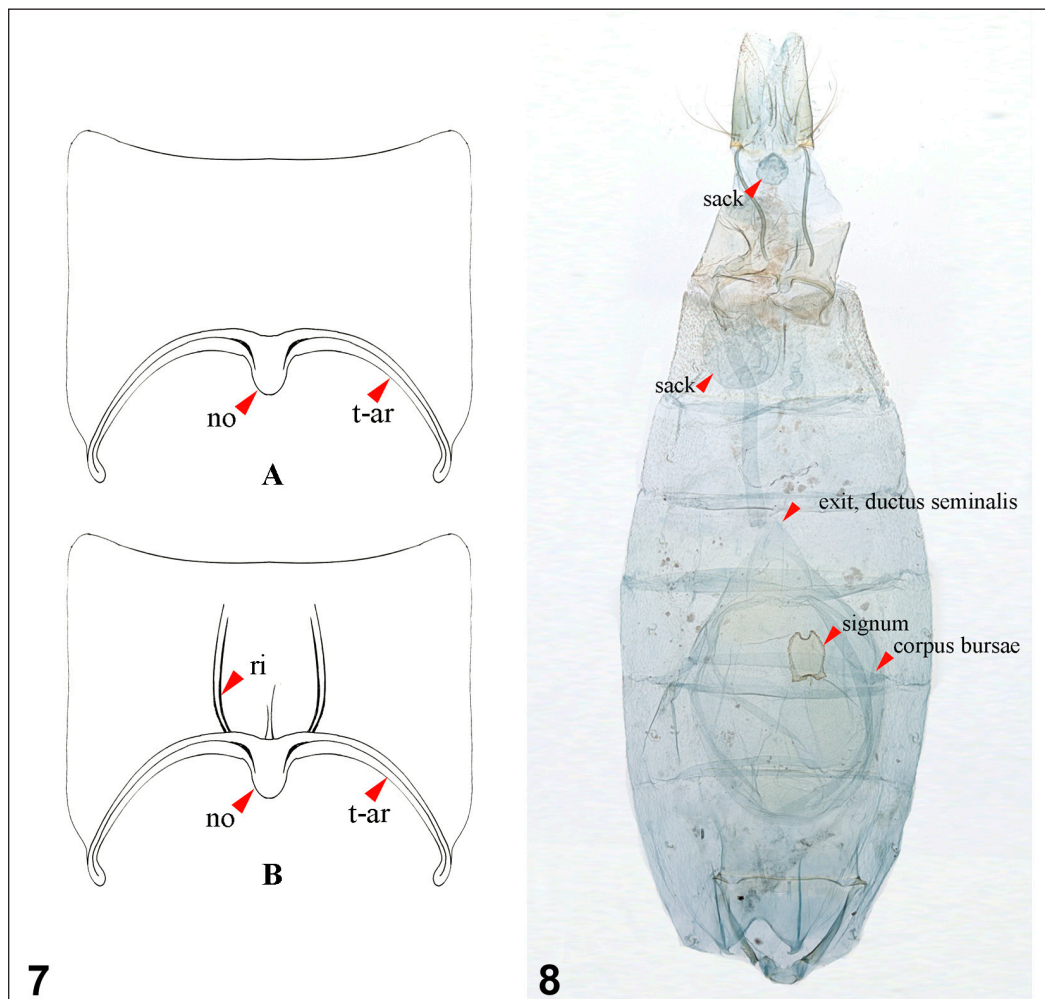 no
t-ar
A
ri
no
t-ar
B
7
sack
sack
exit, ductus seminalis
signum
corpus bursae
8